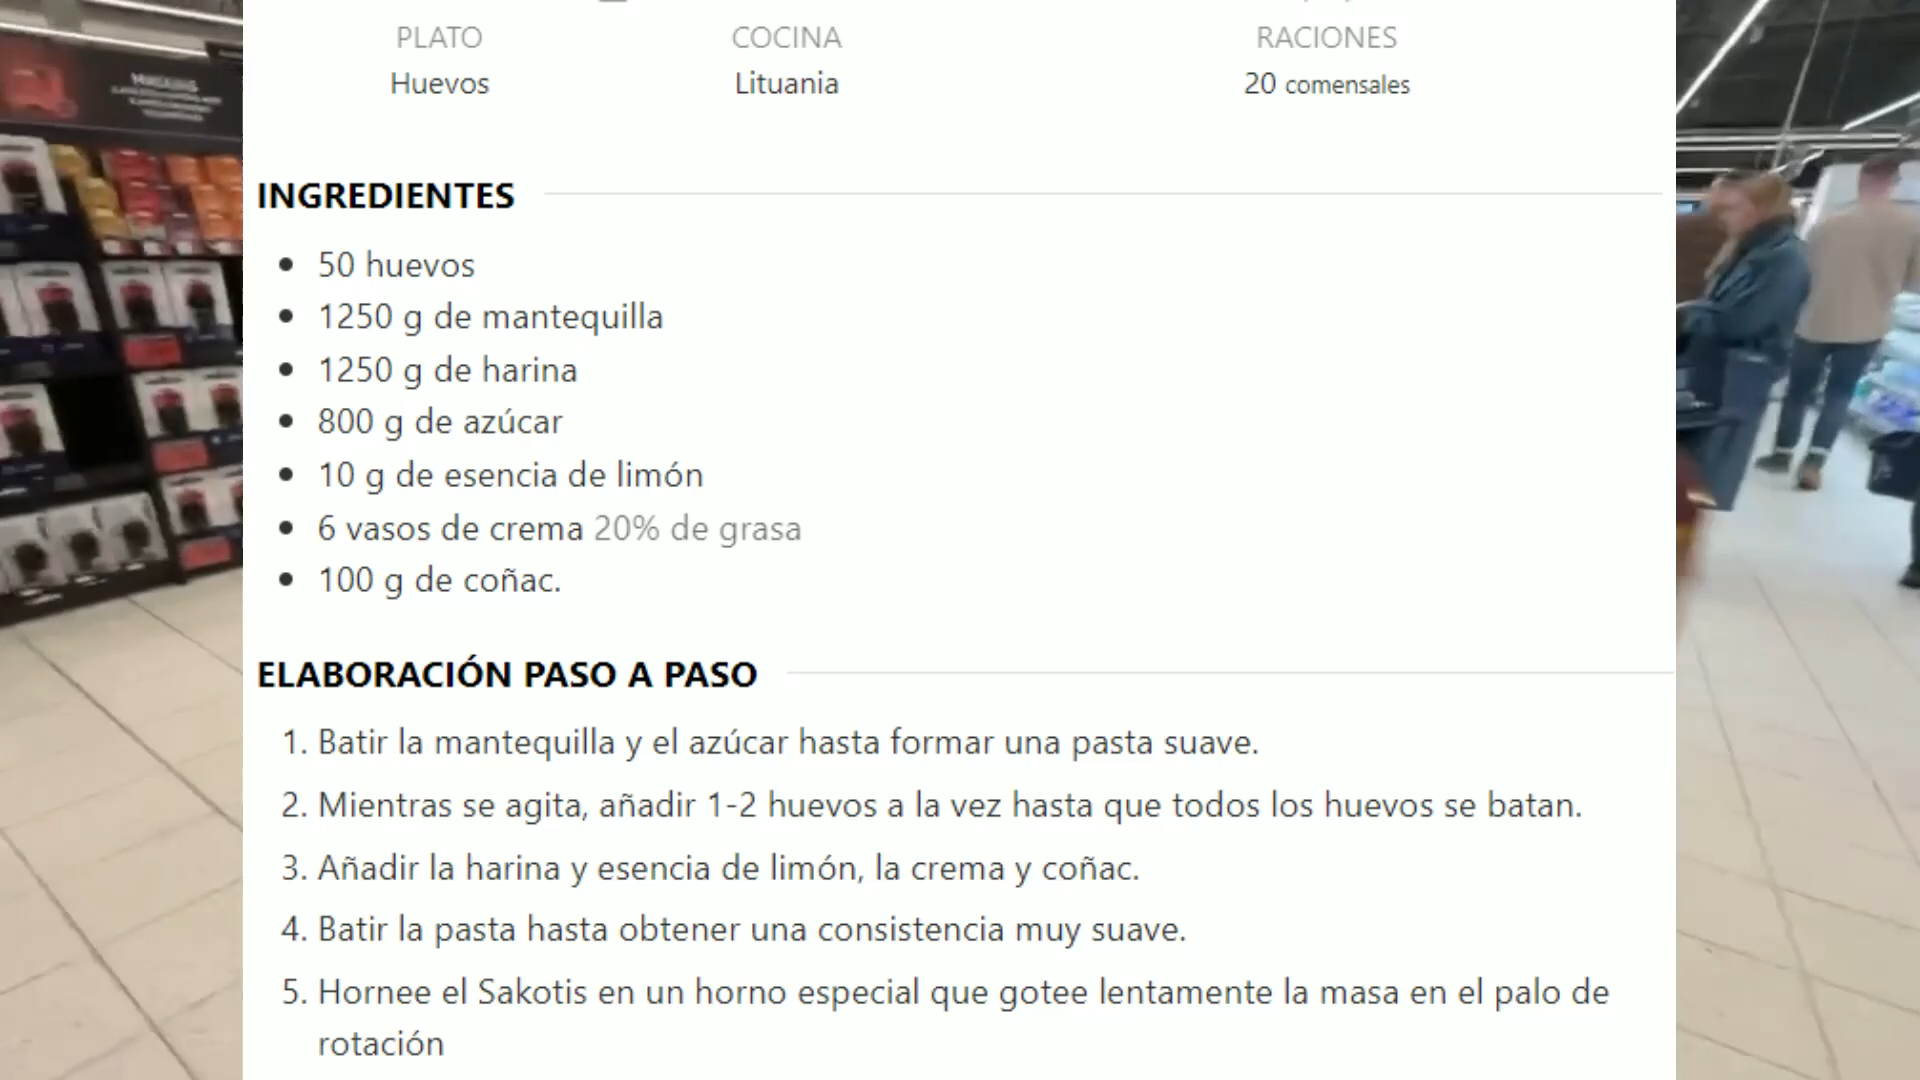 PLATO COCINA RACIONES
Huevos Lituania 20 comensales
INGREDIENTES
50 huevos
1250 g de mantequilla
1250 g de harina
800 g de azúcar
10 g de esencia de limón
6 vasos de crema 20% de grasa
100 g de coñac.
ELABORACIÓN PASO A PASO
1. Batir la mantequilla y el azúcar hasta formar una pasta suave.
2. Mientras se agita, añadir 1-2 huevos a la vez hasta que todos los huevos se batan.
3. Añadir la harina y esencia de limón, la crema y coñac.
4. Batir la pasta hasta obtener una consistencia muy suave.
5. Hornee el Sakotis en un horno especial que gotee lentamente la masa en el palo de
rotación